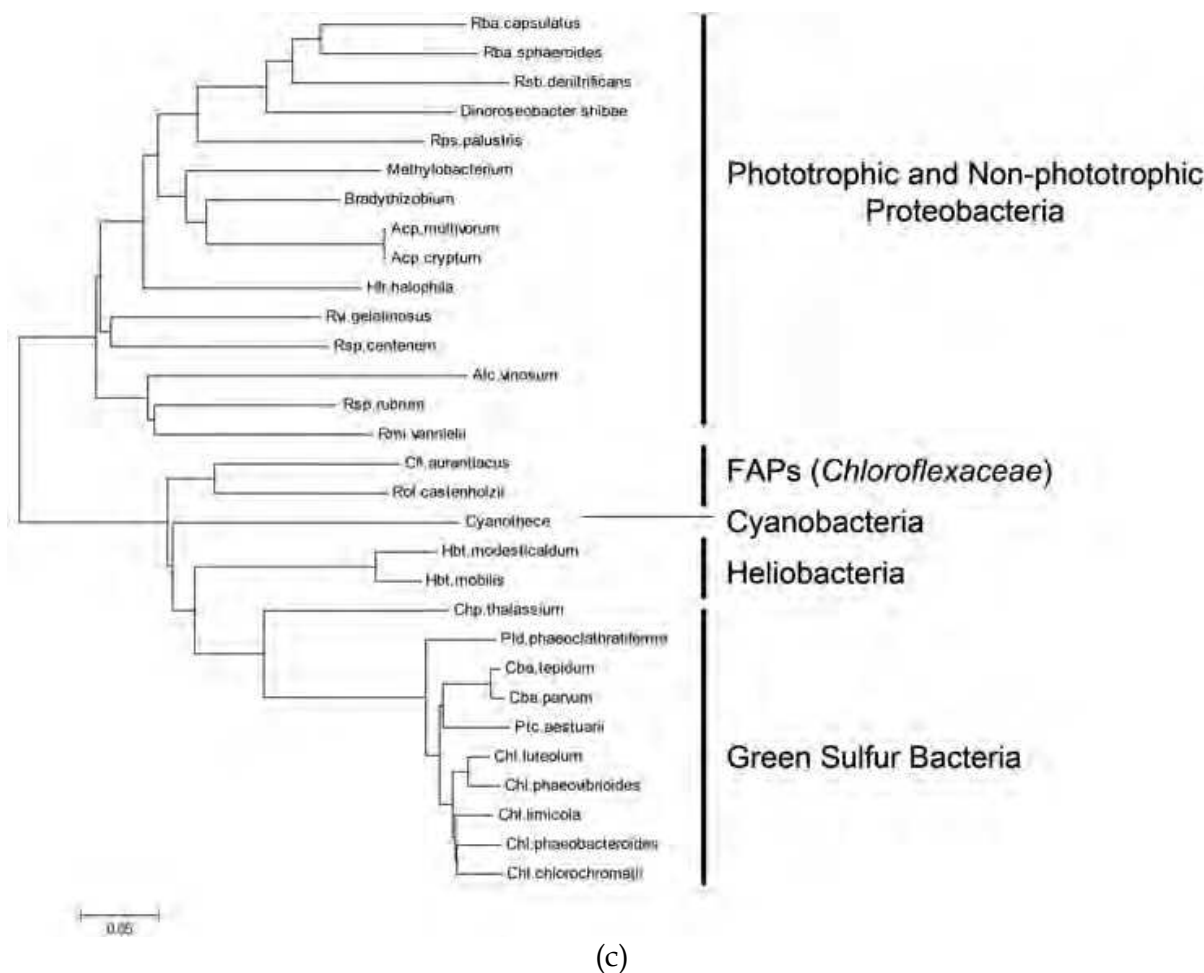 Rba.capsulatus
Rba.sphaeroides
Rsb.denitrificans
Dinoroseobacter.shibae
Rps.palustris
Methylobacterium
Bradythizobium
Acp.multivorum
Acp.cryptum
Hlr.halophila
Rvi.gelatinosus
Rsp.centenem
Alc.vinosum
Rsp.rubrum
Rmi.vannielii
Cfl.aurantiacus
Rof.castenholzii
Cyanothece
Hbt.modesticaldum
Hbt.mobilis
Chp.thalassium
Pld.phaeoclathratiforme
Cba.tepidum
Cba.parvum
Ptc.aestuarii
Chl.luteolum
Chl.phaeovibrioides
Chl.limicola
Chl.phaeobacteroides
Chl.chlorochromatii
Phototrophic and Non-phototrophic
Proteobacteria
FAPs (Chloroflexaceae)
Cyanobacteria
Heliobacteria
Green Sulfur Bacteria
0.05
(c)